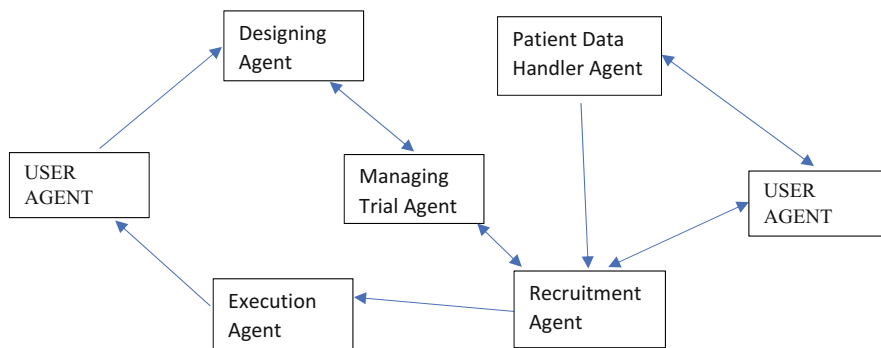 Designing
Agent
Patient Data
Handler Agent
USER
AGENT
Managing
Trial Agent
USER
AGENT
Execution
Agent
Recruitment
Agent